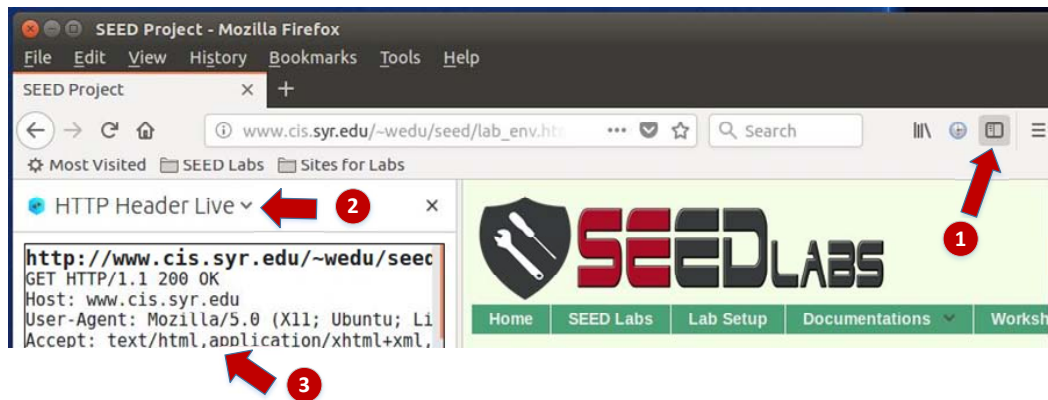 SEED Project - Mozilla Firefox
File Edit View History Bookmarks Tools Help
SEED Project
www.cis.syr.edu/~wedu/seed/lab_env.ht
Search
Most Visited SEED Labs Sites for Labs
HTTP Header Live
2
1
http://www.cis.syr.edu/~wedu/seed
GET HTTP/1.1 200 OK
Host: www.cis.syr.edu
User-Agent: Mozilla/5.0 (X11; Ubuntu; Li
Accept: text/html,application/xhtml+xml,
3
SEEDLABS
Home SEED Labs Lab Setup Documentations Worksh